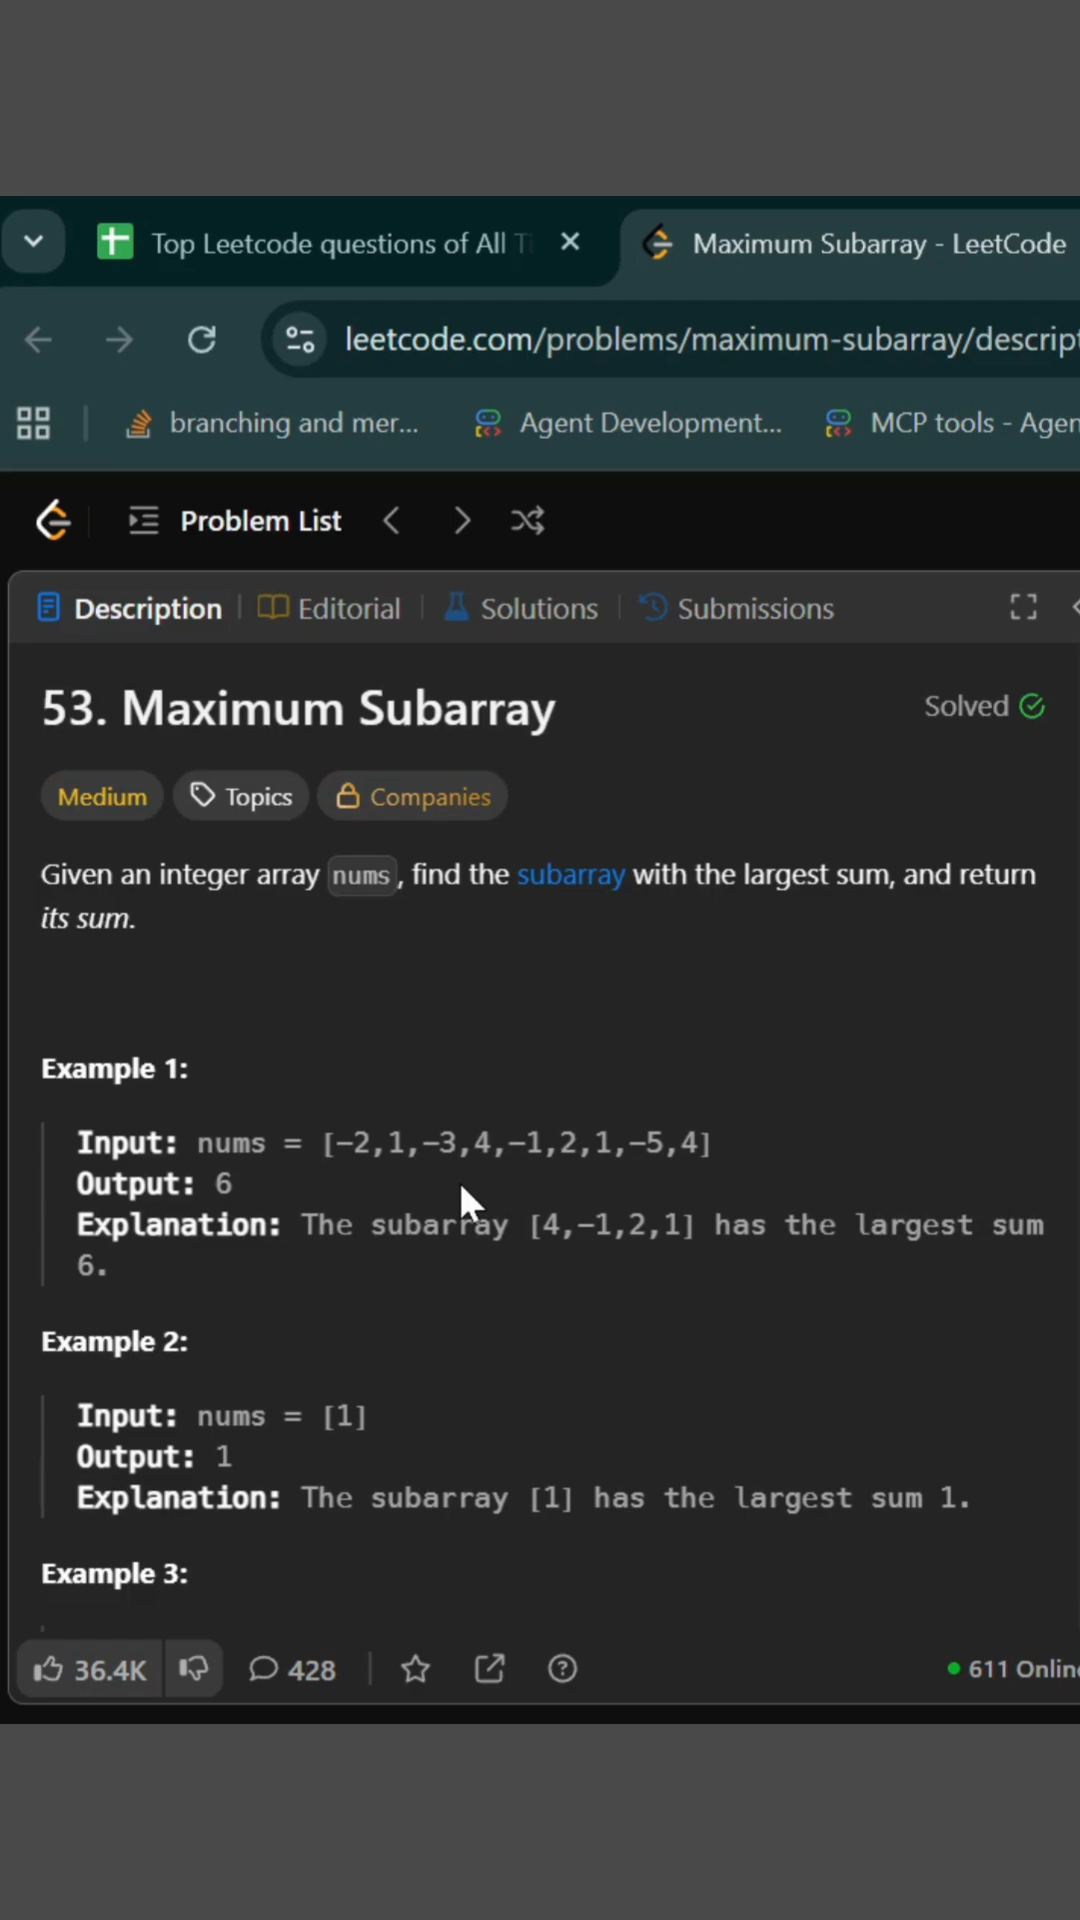 Top Leetcode questions of All T
Maximum Subarray - LeetCode
leetcode.com/problems/maximum-subarray/descript
branching and mer...
Agent Development...
MCP tools - Agen
Problem List
Description
Editorial
Solutions
Submissions
53. Maximum Subarray
Solved
Medium
Topics
Companies
Given an integer array nums, find the subarray with the largest sum, and return
its sum.
Example 1:
Input: nums = [-2,1,-3,4,-1,2,1,-5,4]
Output: 6
Explanation: The subarray [4,-1,2,1] has the largest sum
6.
Example 2:
Input: nums = [1]
Output: 1
Explanation: The subarray [1] has the largest sum 1.
Example 3:
36.4K
428
611 Online